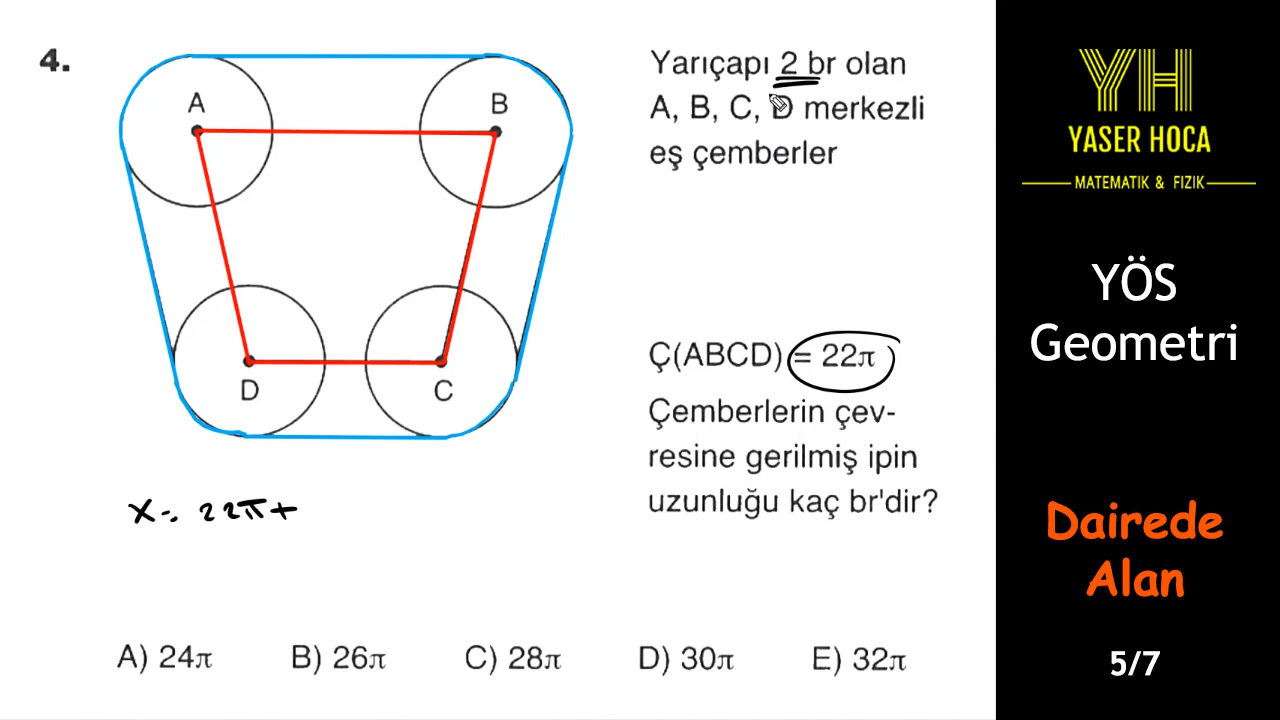 4.
A
B
D
C
Yarıçapı 2 br olan
A, B, C, D merkezli
eş çemberler
Ç(ABCD) = 22π
Çemberlerin çev-
resine gerilmiş ipin
uzunluğu kaç br'dir?
x = 22π +
A) 24π B) 26π C) 28π D) 30π E) 32π
YH
YASER HOCA
MATEMATIK & FIZIK
YÖS
Geometri
Dairede
Alan
5/7